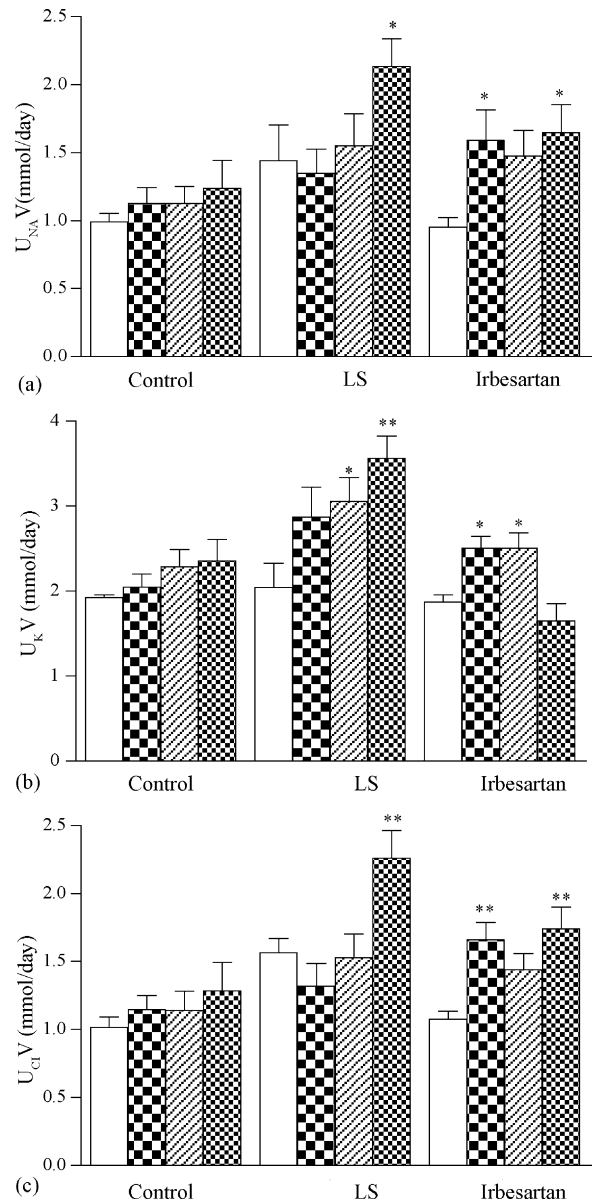 2.5
2.0
1.5
1.0
0.5
0.0
U_NA V(mmol/day)
*
* *
(a)
Control LS Irbesartan
4
3
2
1
0
U_K V (mmol/day)
**
*
* *
(b)
Control LS Irbesartan
2.5
2.0
1.5
1.0
0.5
0.0
U_CI V (mmol/day)
**
** **
(c)
Control LS Irbesartan